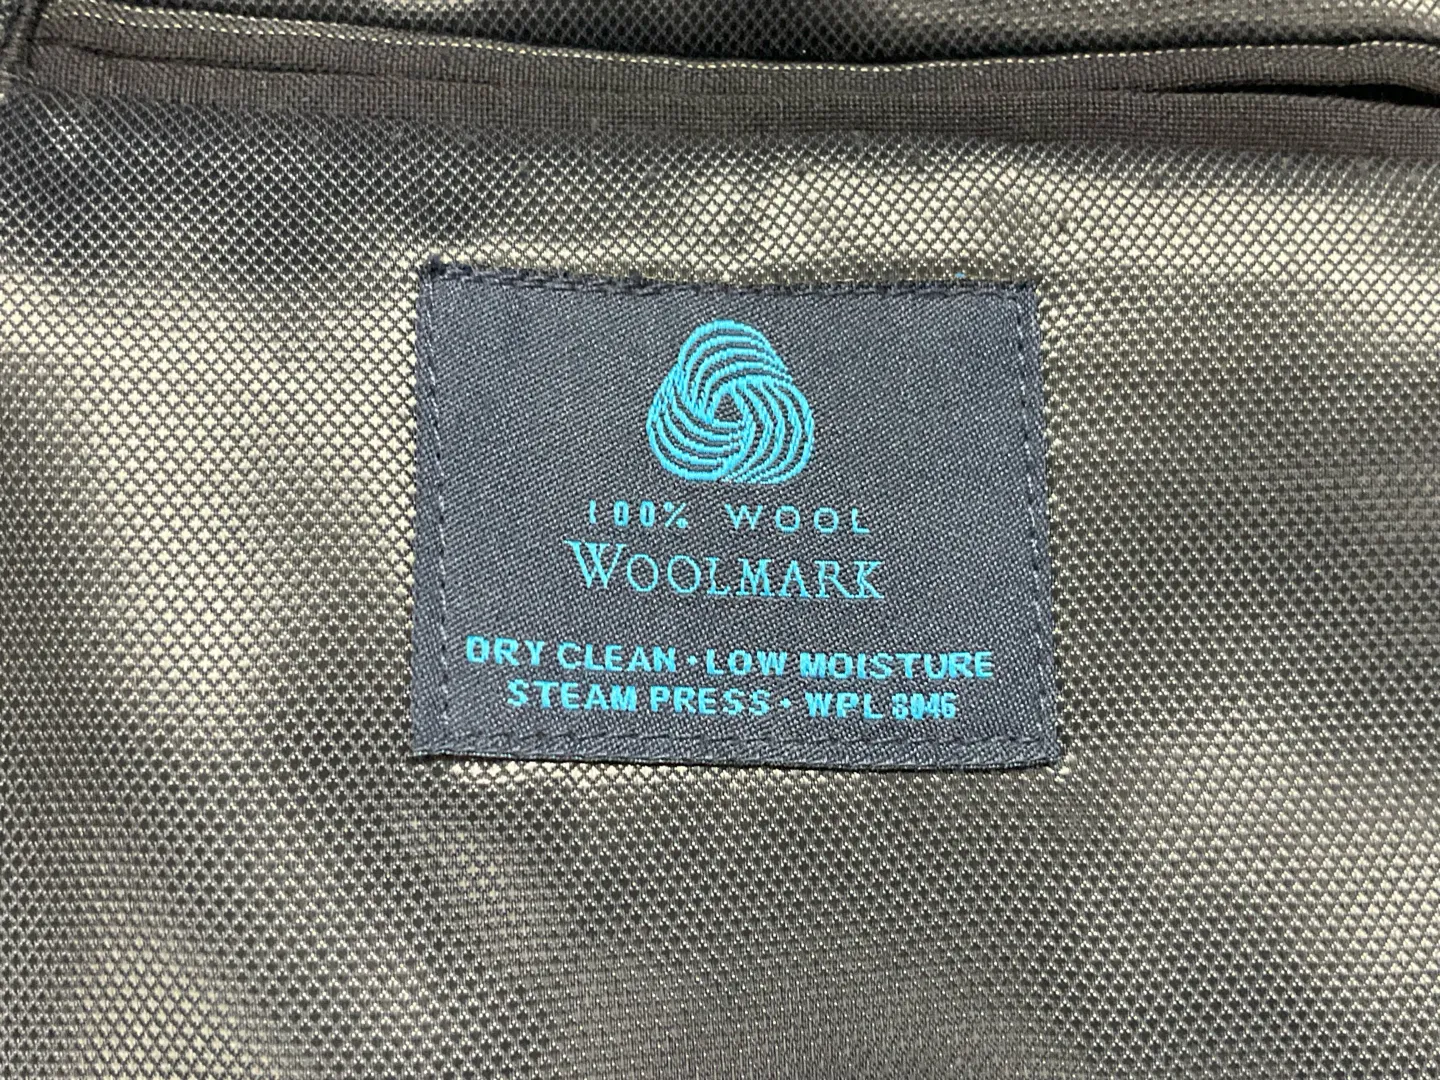 100% WOOL
WOOLMARK
DRY CLEAN · LOW MOISTURE
STEAM PRESS · WPL 8046